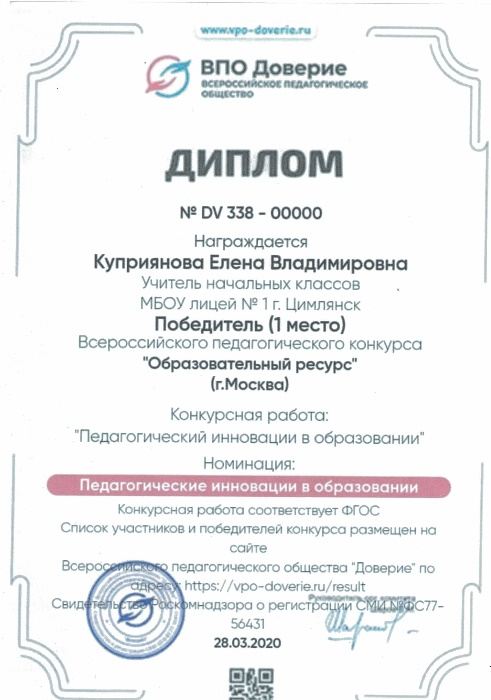 www.vpo-doverie.ru
ВПО Доверие
ВСЕРОССИЙСКОЕ ПЕДАГОГИЧЕСКОЕ
ОБЩЕСТВО
ДИПЛОМ
№ DV 338 - 00000
Награждается
Куприянова Елена Владимировна
Учитель начальных классов
МБОУ лицей № 1 г. Цимлянск
Победитель (1 место)
Всероссийского педагогического конкурса
"Образовательный ресурс"
(г.Москва)
Конкурсная работа:
"Педагогический инновации в образовании"
Номинация:
Педагогические инновации в образовании
Конкурсная работа соответствует ФГОС
Список участников и победителей конкурса размещен на
сайте
Всероссийского педагогического общества "Доверие" по
адресу: https://vpo-doverie.ru/result
Свидетельство Роскомнадзора о регистрации СМИ №ФС77-
56431
Руководитель орг. комитета
28.03.2020